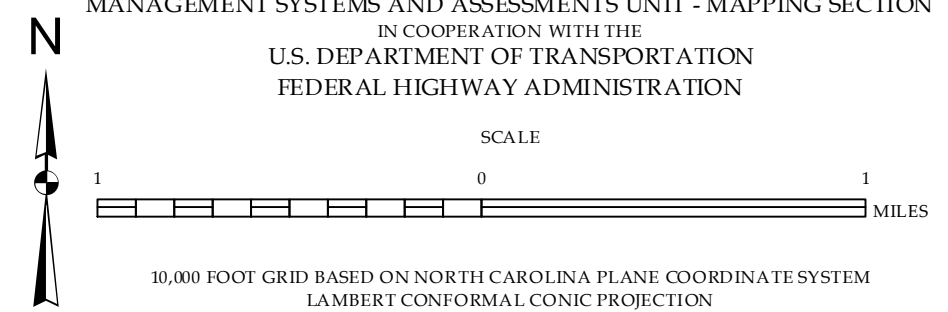 MANAGEMENT SYSTEMS AND ASSESSMENTS UNIT - MAPPING SECTION
N
IN COOPERATION WITH THE
U.S. DEPARTMENT OF TRANSPORTATION
FEDERAL HIGHWAY ADMINISTRATION
SCALE
1 0 1
MILES
10,000 FOOT GRID BASED ON NORTH CAROLINA PLANE COORDINATE SYSTEM
LAMBERT CONFORMAL CONIC PROJECTION